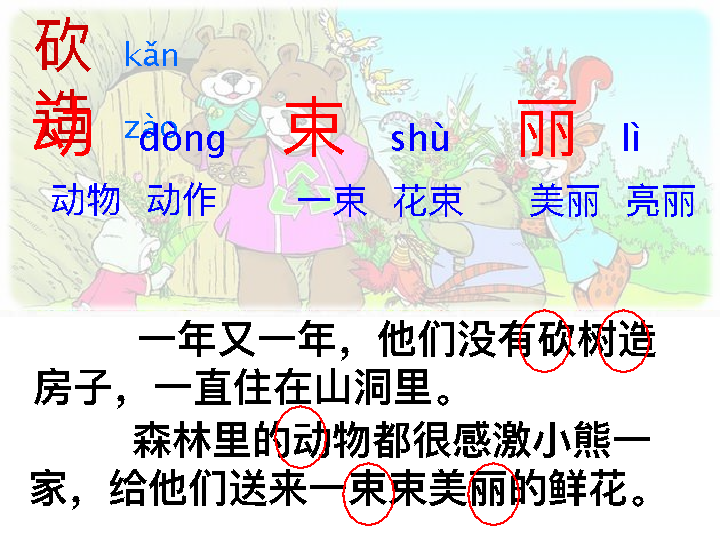 砍 kǎn
造 zào
动 dòng 束 shù 丽 lì
动物 动作 一束 花束 美丽 亮丽
一年又一年，他们没有砍树造
房子，一直住在山洞里。
森林里的动物都很感激小熊一
家，给他们送来一束束美丽的鲜花。